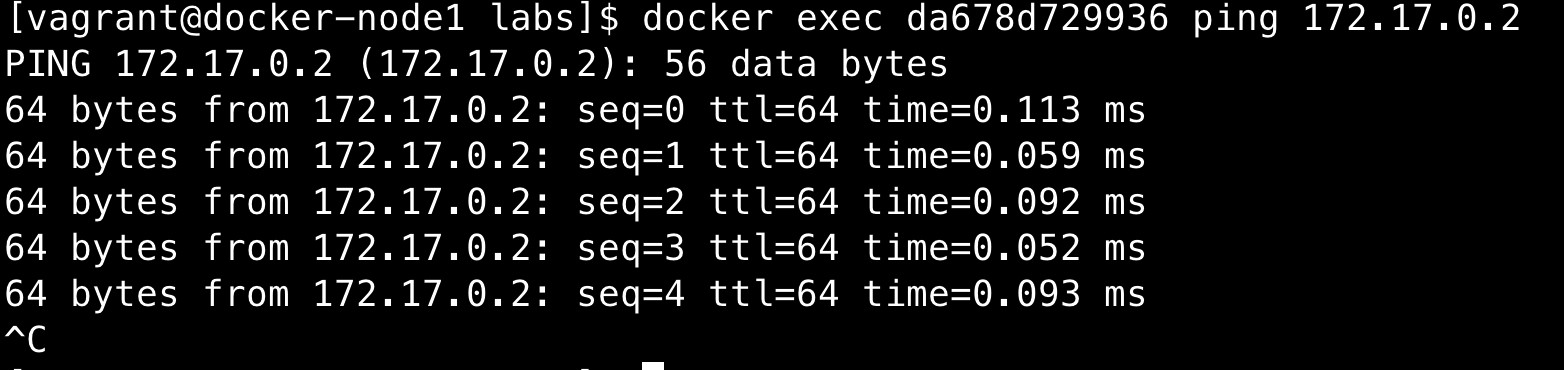 [vagrant@docker-node1 labs]$ docker exec da678d729936 ping 172.17.0.2
PING 172.17.0.2 (172.17.0.2): 56 data bytes
64 bytes from 172.17.0.2: seq=0 ttl=64 time=0.113 ms
64 bytes from 172.17.0.2: seq=1 ttl=64 time=0.059 ms
64 bytes from 172.17.0.2: seq=2 ttl=64 time=0.092 ms
64 bytes from 172.17.0.2: seq=3 ttl=64 time=0.052 ms
64 bytes from 172.17.0.2: seq=4 ttl=64 time=0.093 ms
^C